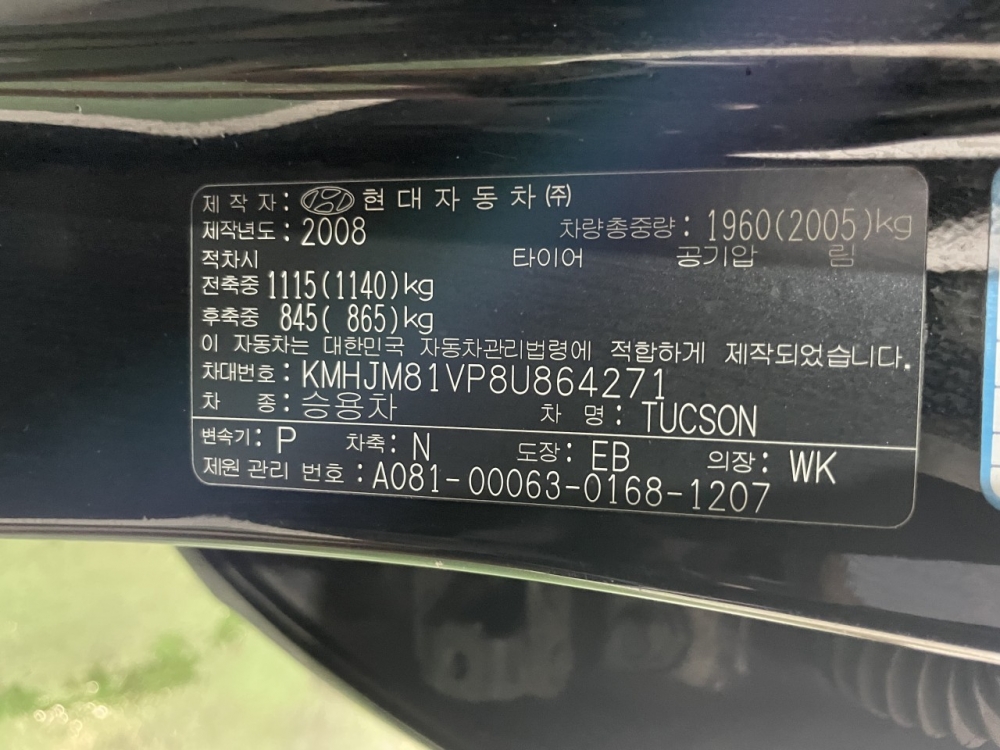 제 작 자 : 현대자동차㈜
제작년도 : 2008 차량총중량 : 1960(2005)kg
적차시 타이어 공기압 림
전축중 1115(1140)kg
후축중 845( 865)kg
이 자동차는 대한민국 자동차관리법령에 적합하게 제작되었습니다.
차대번호 : KMHJM81VP8U864271
차 종 : 승용차 차 명 : TUCSON
변속기 : P 차축 : N 도장 : EB 의장 : WK
제원 관리 번호 : A081-00063-0168-1207